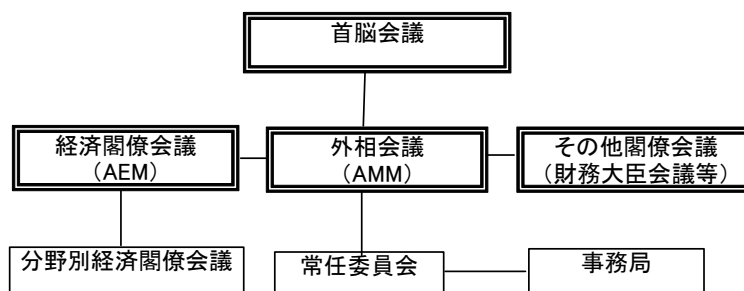 首脳会議
経済閣僚会議
（AEM）
外相会議
（AMM）
その他閣僚会議
（財務大臣会議等）
分野別経済閣僚会議
常任委員会
事務局